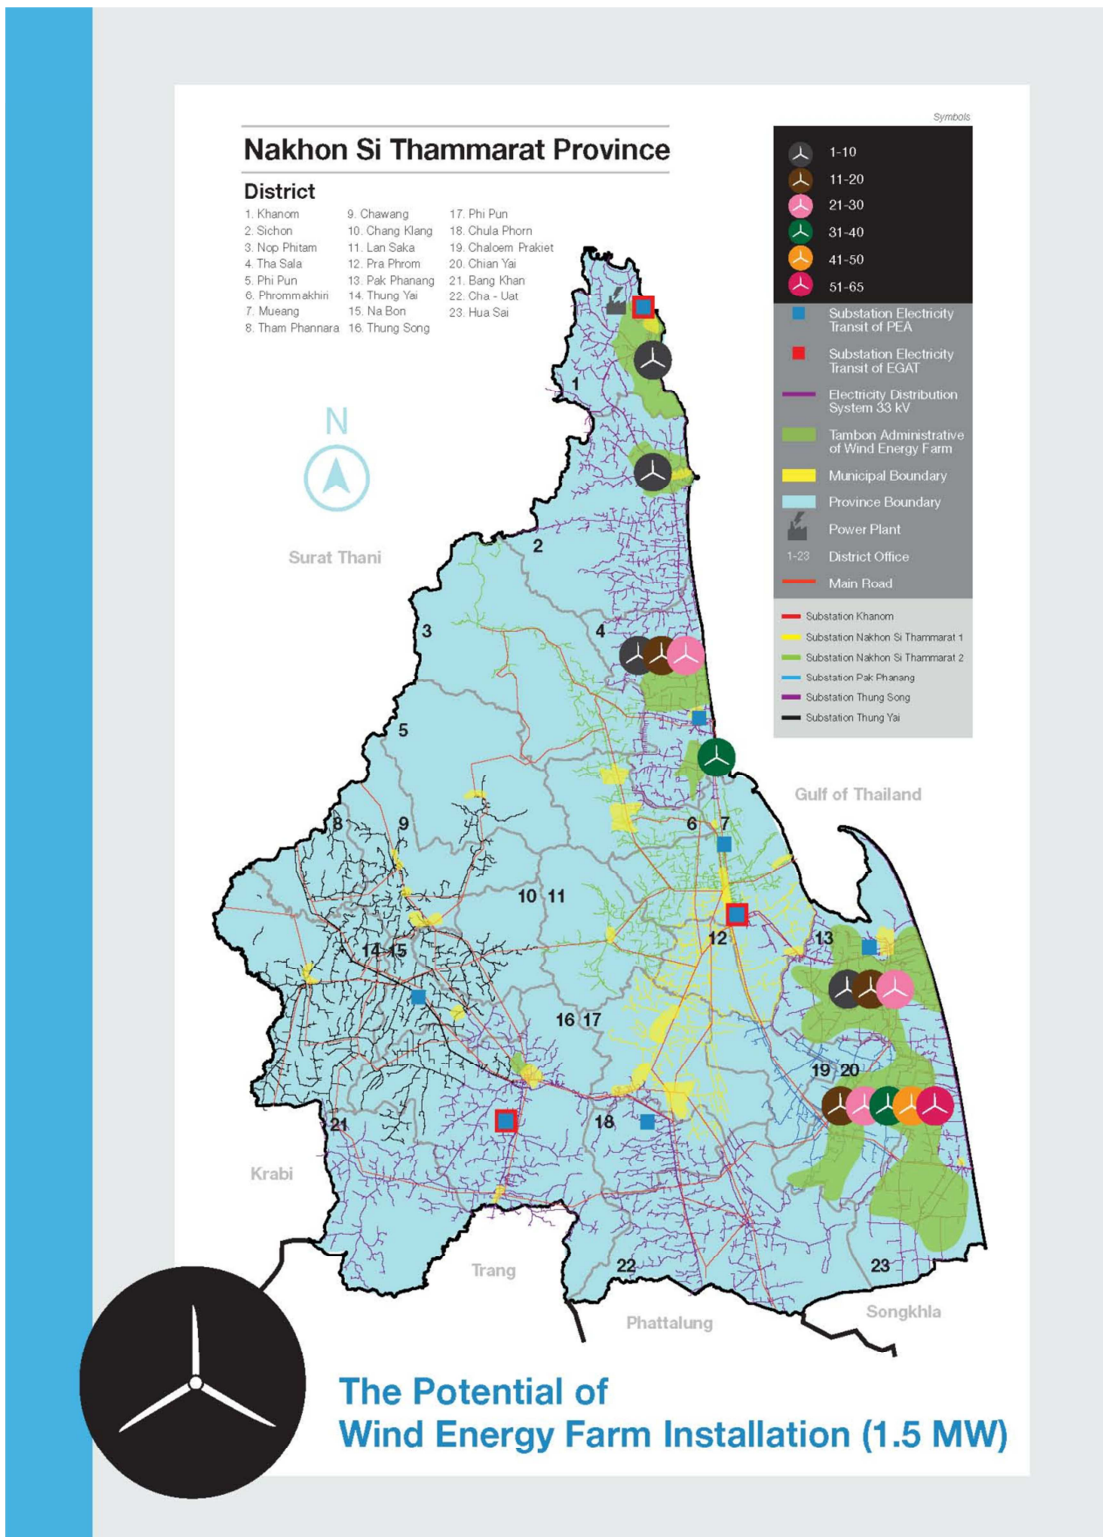 Symbols
Nakhon Si Thammarat Province
District
1. Khanom
2. Sichon
3. Nop Phitam
4. Tha Sala
5. Phi Pun
6. Phrommakhiri
7. Mueang
8. Tham Phannara
9. Chawang
10. Chang Klang
11. Lan Saka
12. Pra Phrom
13. Pak Phanang
14. Thung Yai
15. Na Bon
16. Thung Song
17. Phi Pun
18. Chula Phorn
19. Chaloem Prakiet
20. Chian Yai
21. Bang Khan
22. Cha - Uat
23. Hua Sai
1-10
11-20
21-30
31-40
41-50
51-65
Substation Electricity
Transit of PEA
Substation Electricity
Transit of EGAT
Electricity Distribution
System 33 kV
Tambon Administrative
of Wind Energy Farm
Municipal Boundary
Province Boundary
Power Plant
1-23 District Office
Main Road
Substation Khanom
Substation Nakhon Si Thammarat 1
Substation Nakhon Si Thammarat 2
Substation Pak Phanang
Substation Thung Song
Substation Thung Yai
N
1
Surat Thani
2
3
4
5
Gulf of Thailand
8
9
6
7
10
11
12
13
14
15
16
17
19
20
18
21
Krabi
22
23
Trang
Phattalung
Songkhla
The Potential of
Wind Energy Farm Installation (1.5 MW)